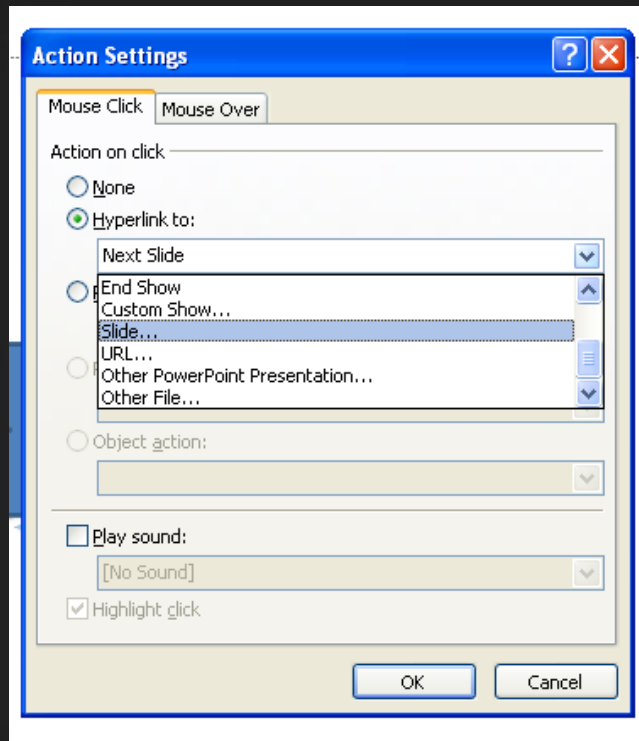 Action Settings
Mouse Click Mouse Over
Action on click
None
Hyperlink to:
Next Slide
End Show
Custom Show...
Slide...
URL...
Other PowerPoint Presentation...
Other File...
Object action:
Play sound:
[No Sound]
Highlight click
OK Cancel